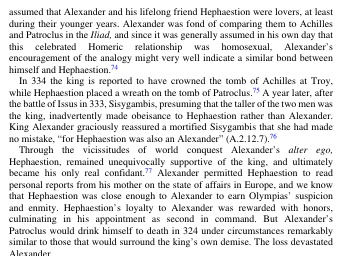 assumed that Alexander and his lifelong friend Hephaestion were lovers, at least
during their younger years. Alexander was fond of comparing them to Achilles
and Patroclus in the Iliad, and since it was generally assumed in his own day that
this celebrated Homeric relationship was homosexual, Alexander's
encouragement of the analogy might very well indicate a similar bond between
himself and Hephaestion.74
In 334 the king is reported to have crowned the tomb of Achilles at Troy,
while Hephaestion placed a wreath on the tomb of Patroclus.75 A year later, after
the battle of Issus in 333, Sisygambis, presuming that the taller of the two men was
the king, inadvertently made obeisance to Hephaestion rather than Alexander.
King Alexander graciously reassured a mortified Sisygambis that she had made
no mistake, “for Hephaestion was also an Alexander” (A.2.12.7).76
Through the vicissitudes of world conquest Alexander's alter ego,
Hephaestion, remained unequivocally supportive of the king, and ultimately
became his only real confidant.77 Alexander permitted Hephaestion to read
personal reports from his mother on the state of affairs in Europe, and we know
that Hephaestion was close enough to Alexander to earn Olympias' suspicion
and enmity. Hephaestion's loyalty to Alexander was rewarded with honors,
culminating in his appointment as second in command. But Alexander's
Patroclus would drink himself to death in 324 under circumstances remarkably
similar to those that would surround the king's own demise. The loss devastated
Alexander